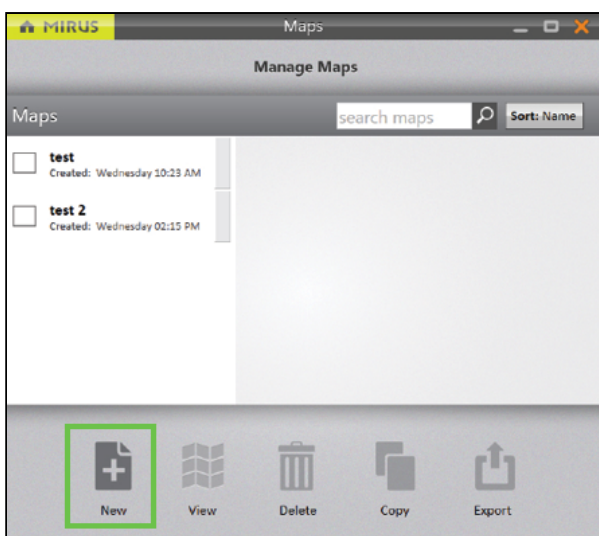 MIRUS Maps
Manage Maps
Maps search maps Sort: Name
test
Created: Wednesday 10:23 AM
test 2
Created: Wednesday 02:15 PM
New View Delete Copy Export